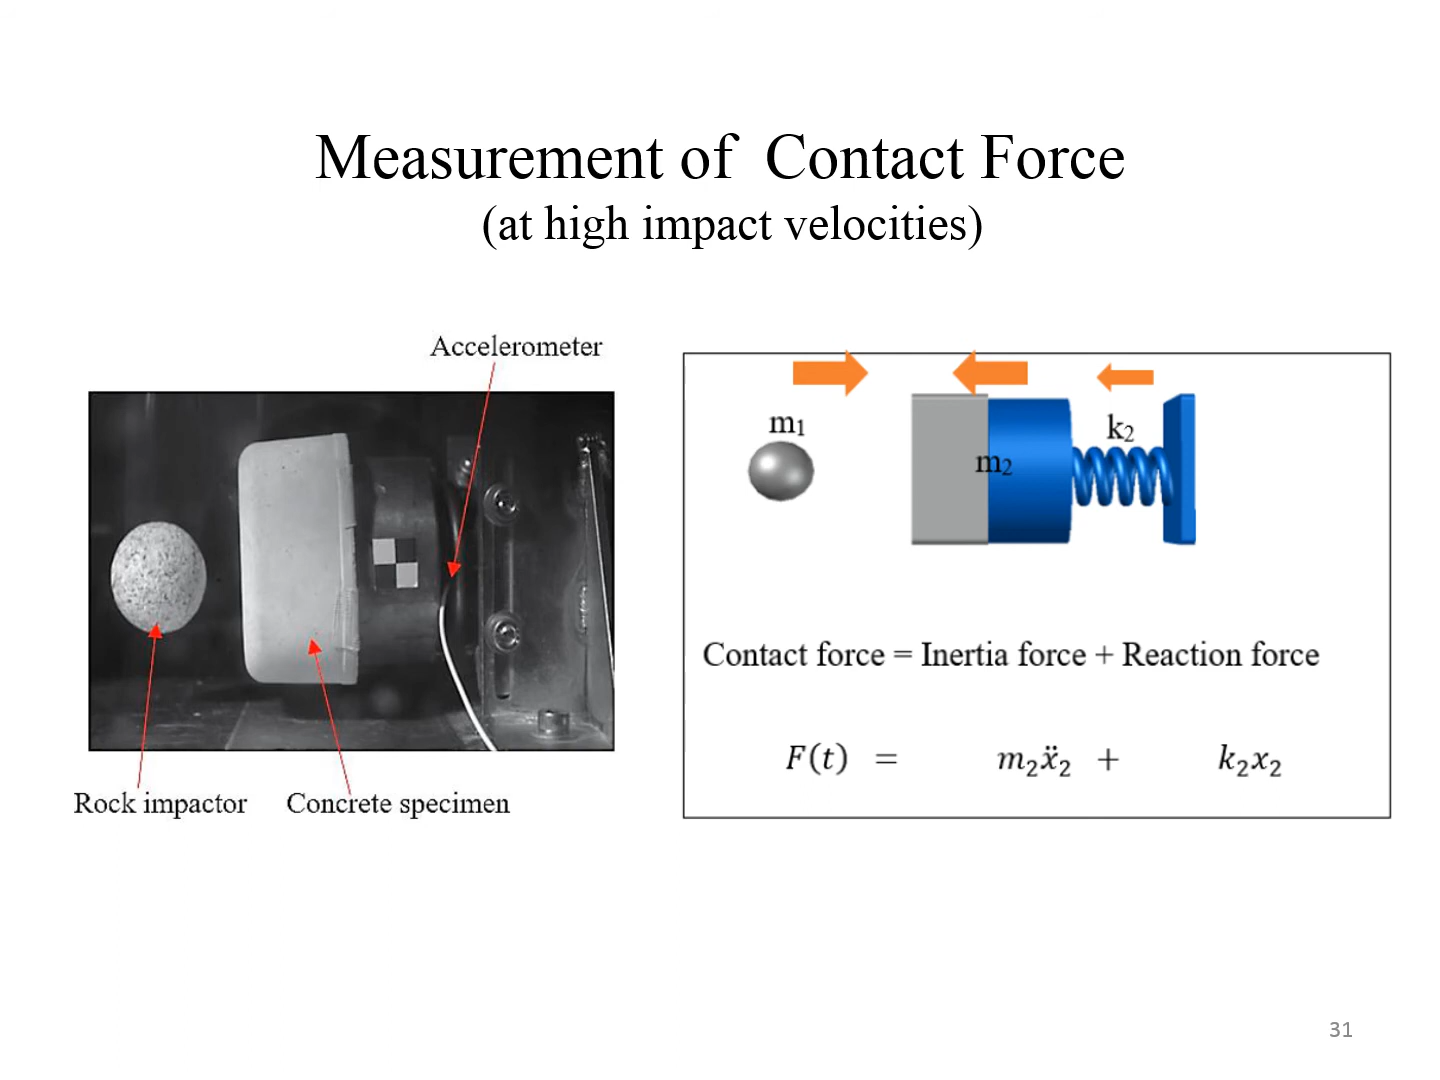 Measurement of Contact Force
(at high impact velocities)
Accelerometer
Rock impactor
Concrete specimen
m₁
m₂
k₂
Contact force = Inertia force + Reaction force
F(t) = m₂ẍ₂ + k₂x₂
31